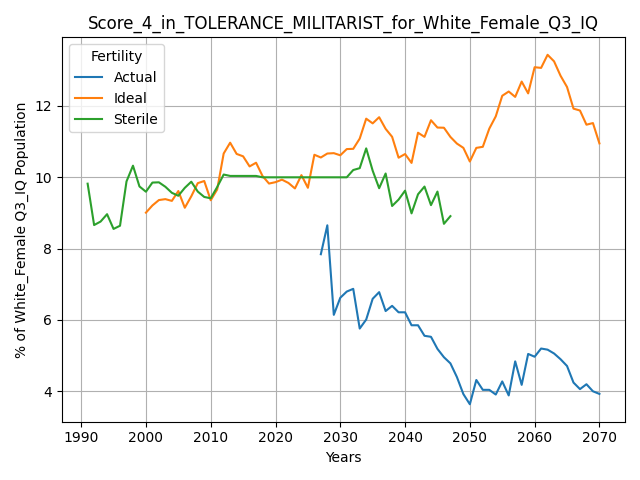 Score_4_in_TOLERANCE_MILITARIST_for_White_Female_Q3_IQ
Fertility
Actual
Ideal
Sterile
% of White_Female Q3_IQ Population
12
10
8
6
4
1990 2000 2010 2020 2030 2040 2050 2060 2070
Years